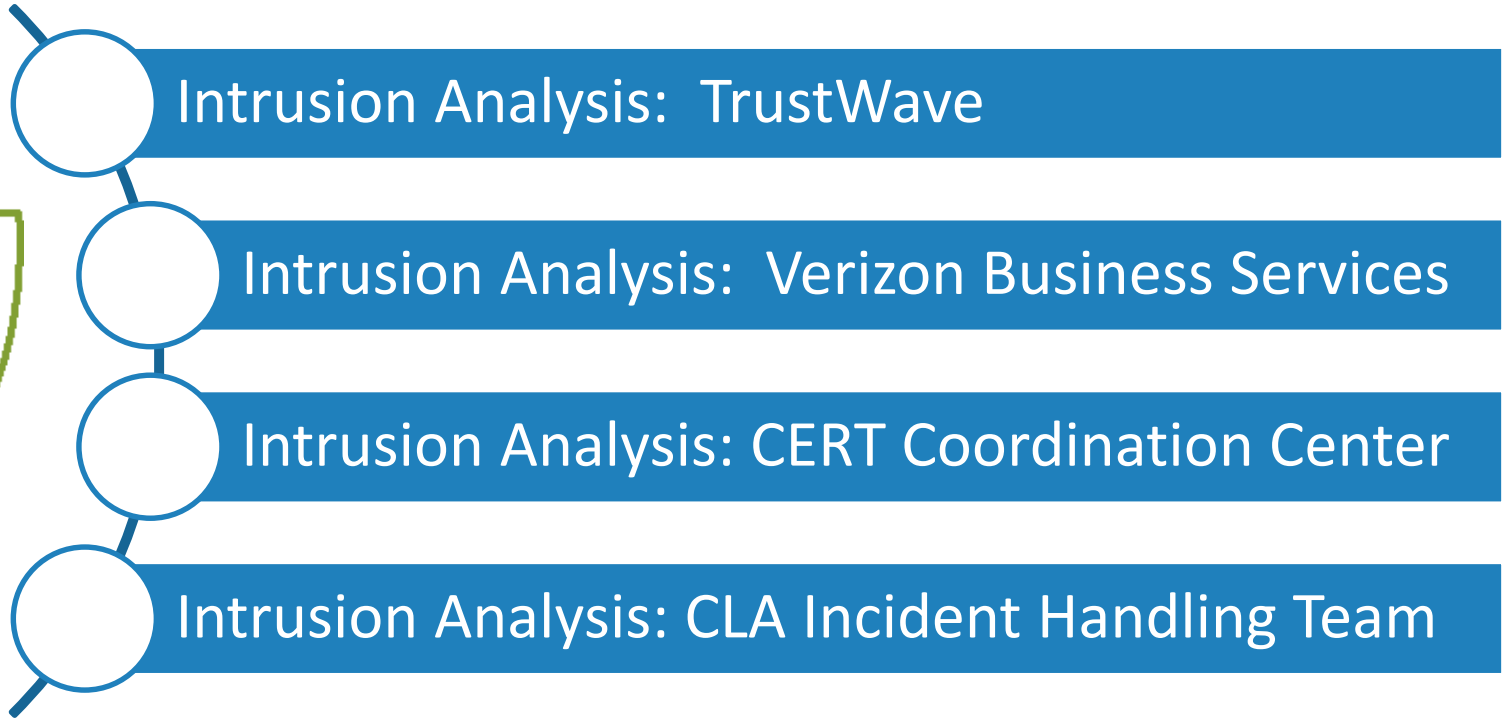 Intrusion Analysis:  TrustWave
Intrusion Analysis:  Verizon Business Services
Intrusion Analysis: CERT Coordination Center
Intrusion Analysis: CLA Incident Handling Team